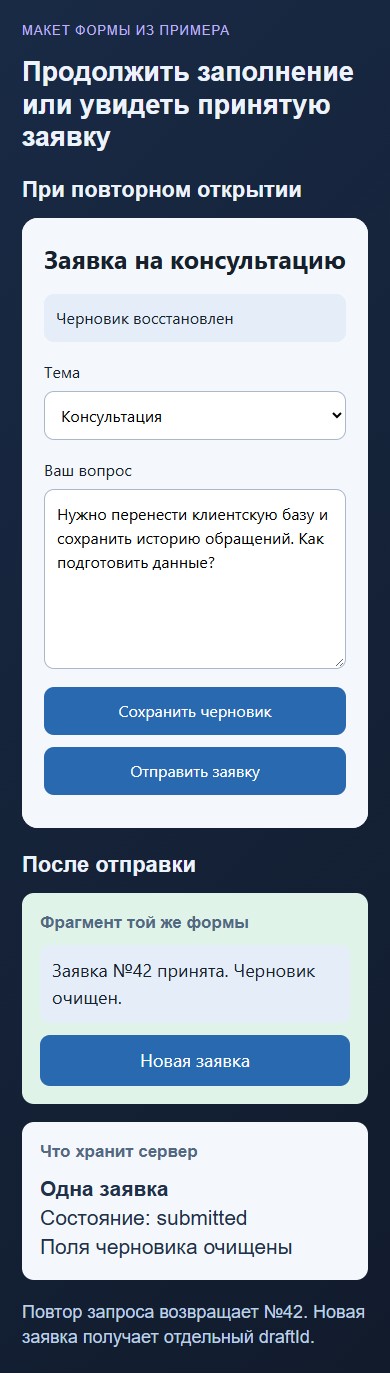 МАКЕТ ФОРМЫ ИЗ ПРИМЕРА
Продолжить заполнение
или увидеть принятую
заявку
При повторном открытии
Заявка на консультацию
Черновик восстановлен
Тема
Консультация
Ваш вопрос
Нужно перенести клиентскую базу и
сохранить историю обращений. Как
подготовить данные?
Сохранить черновик
Отправить заявку
После отправки
Фрагмент той же формы
Заявка №42 принята. Черновик
очищен.
Новая заявка
Что хранит сервер
Одна заявка
Состояние: submitted
Поля черновика очищены
Повтор запроса возвращает №42. Новая
заявка получает отдельный draftId.